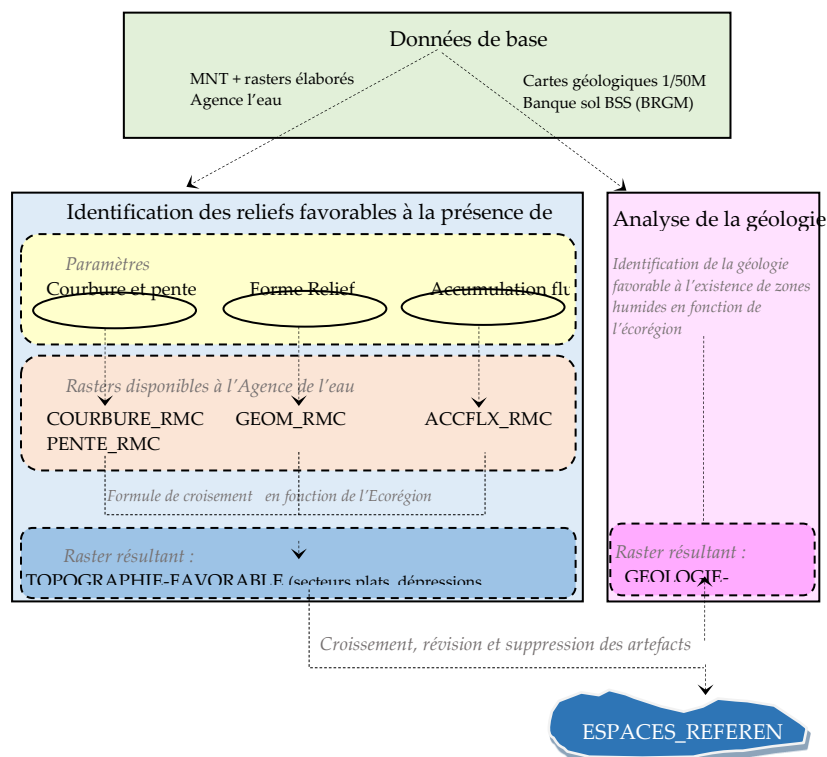 Données de base
MNT + rasters élaborés
Agence l'eau
Cartes géologiques 1/50M
Banque sol BSS (BRGM)
Identification des reliefs favorables à la présence de
Paramètres
Courbure et pente
Forme Relief
Accumulation flu
Rasters disponibles à l'Agence de l'eau
COURBURE_RMC
PENTE_RMC
GEOM_RMC
ACCFLX_RMC
Formule de croisement en fonction de l'Ecorégion
Raster résultant :
TOPOGRAPHIE-FAVORABLE (secteurs plats, dépressions
Analyse de la géologie
Identification de la géologie
favorable à l'existence de zones
humides en fonction de
l'écorégion
Raster résultant :
GEOLOGIE-
Croissement, révision et suppression des artefacts
ESPACES_REFEREN